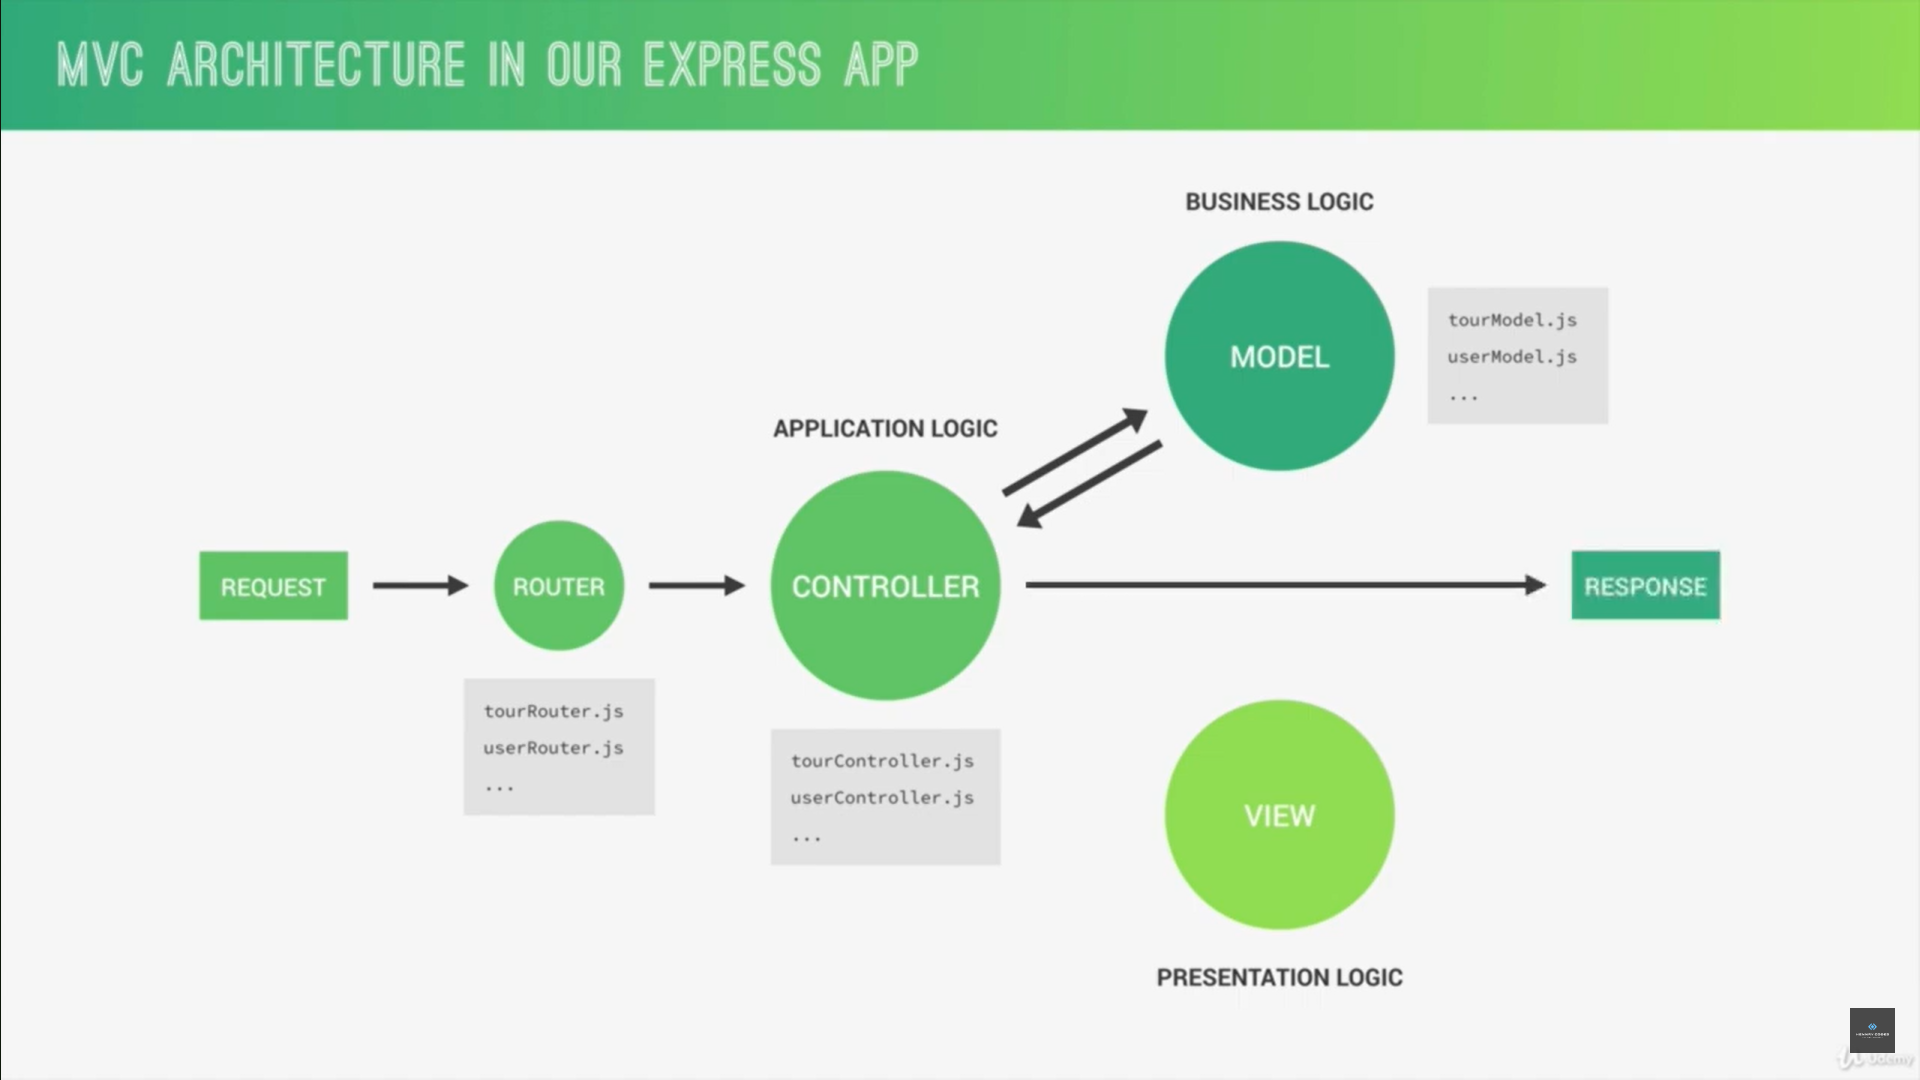 MVC ARCHITECTURE IN OUR EXPRESS APP
BUSINESS LOGIC
MODEL
tourModel.js
userModel.js
...
APPLICATION LOGIC
REQUEST
ROUTER
CONTROLLER
RESPONSE
tourRouter.js
userRouter.js
...
tourController.js
userController.js
...
VIEW
PRESENTATION LOGIC
Udemy